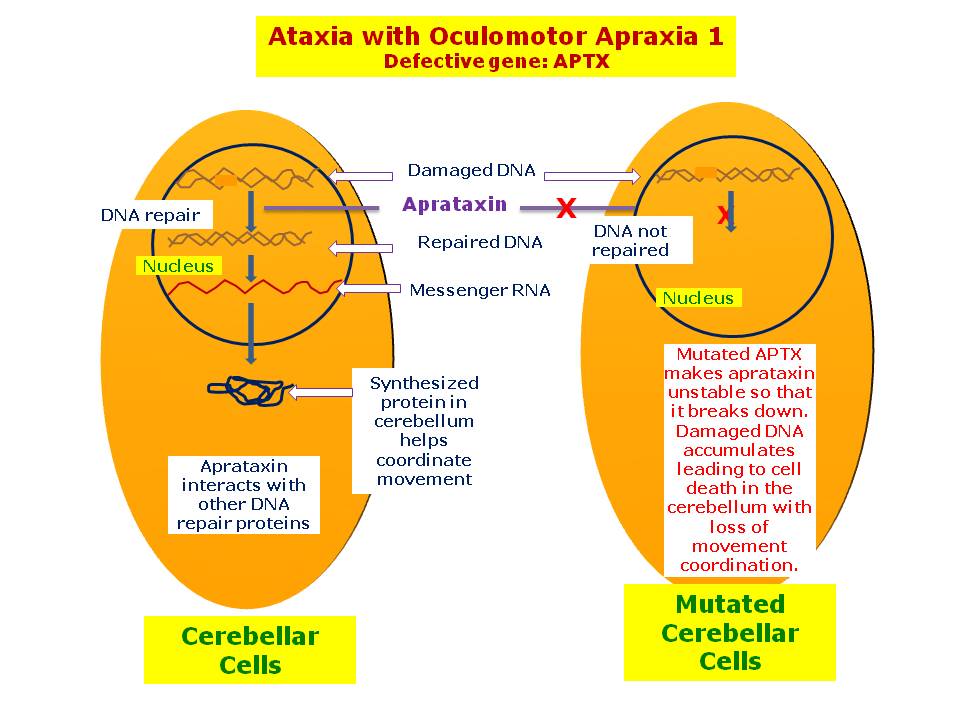 Ataxia with Oculomotor Apraxia 1
Defective gene: APTX
Damaged DNA
Aprataxin
X
X
DNA repair
DNA not
repaired
Repaired DNA
Nucleus
Messenger RNA
Nucleus
Synthesized
protein in
cerebellum
helps
coordinate
movement
Aprataxin
interacts with
other DNA
repair proteins
Mutated APTX
makes aprataxin
unstable so that
it breaks down.
Damaged DNA
accumulates
leading to cell
death in the
cerebellum with
loss of
movement
coordination.
Cerebellar
Cells
Mutated
Cerebellar
Cells